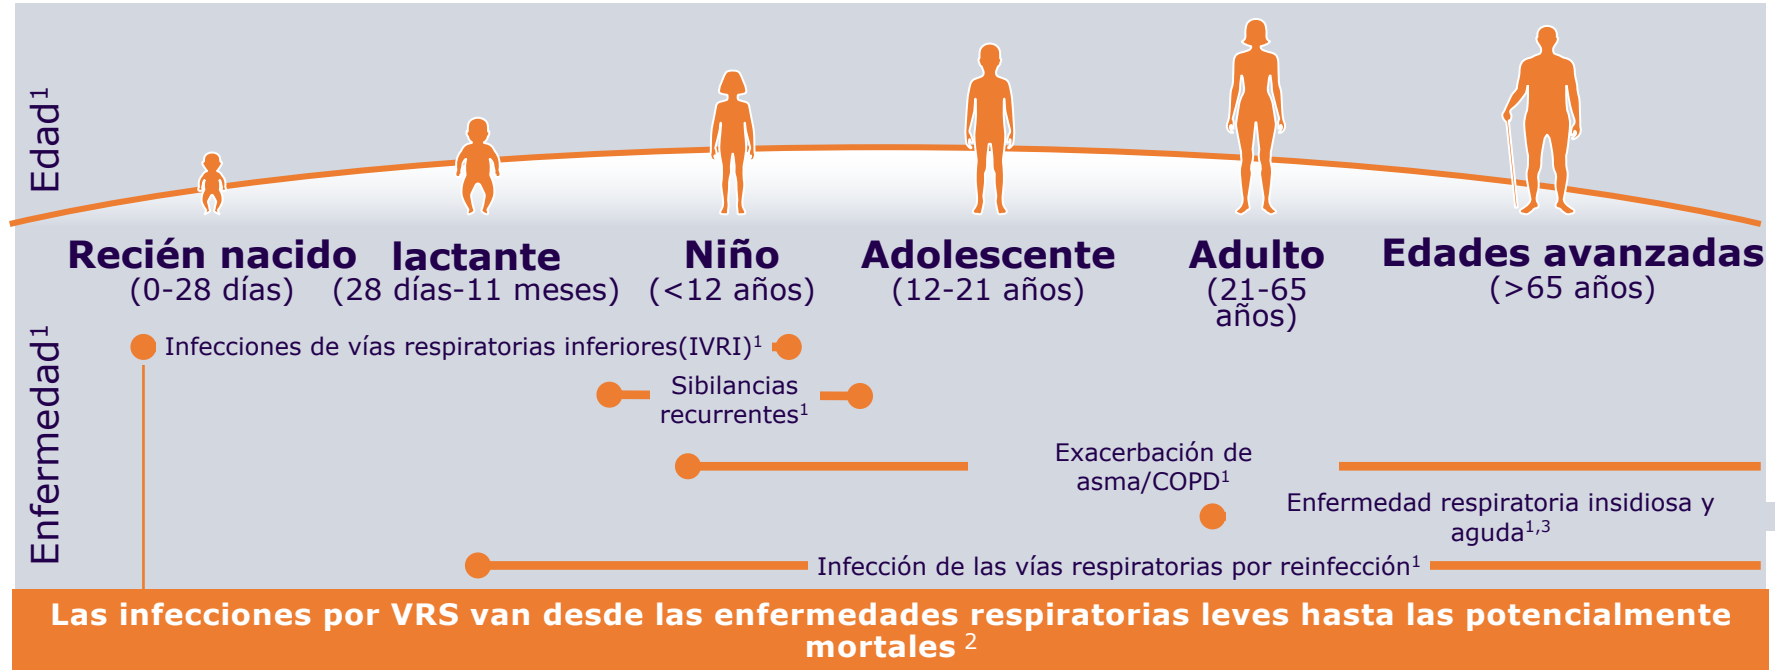 Edad1
Recién nacido
(0-28 días)
lactante
(28 días-11 meses)
Niño
(<12 años)
Adolescente
(12-21 años)
Adulto
(21-65
años)
Edades avanzadas
(>65 años)
Enfermedad1
Infecciones de vías respiratorias inferiores(IVRI)1
Sibilancias
recurrentes1
Exacerbación de
asma/COPD1
Enfermedad respiratoria insidiosa y
aguda1,3
Infección de las vías respiratorias por reinfección1
Las infecciones por VRS van desde las enfermedades respiratorias leves hasta las potencialmente
mortales 2